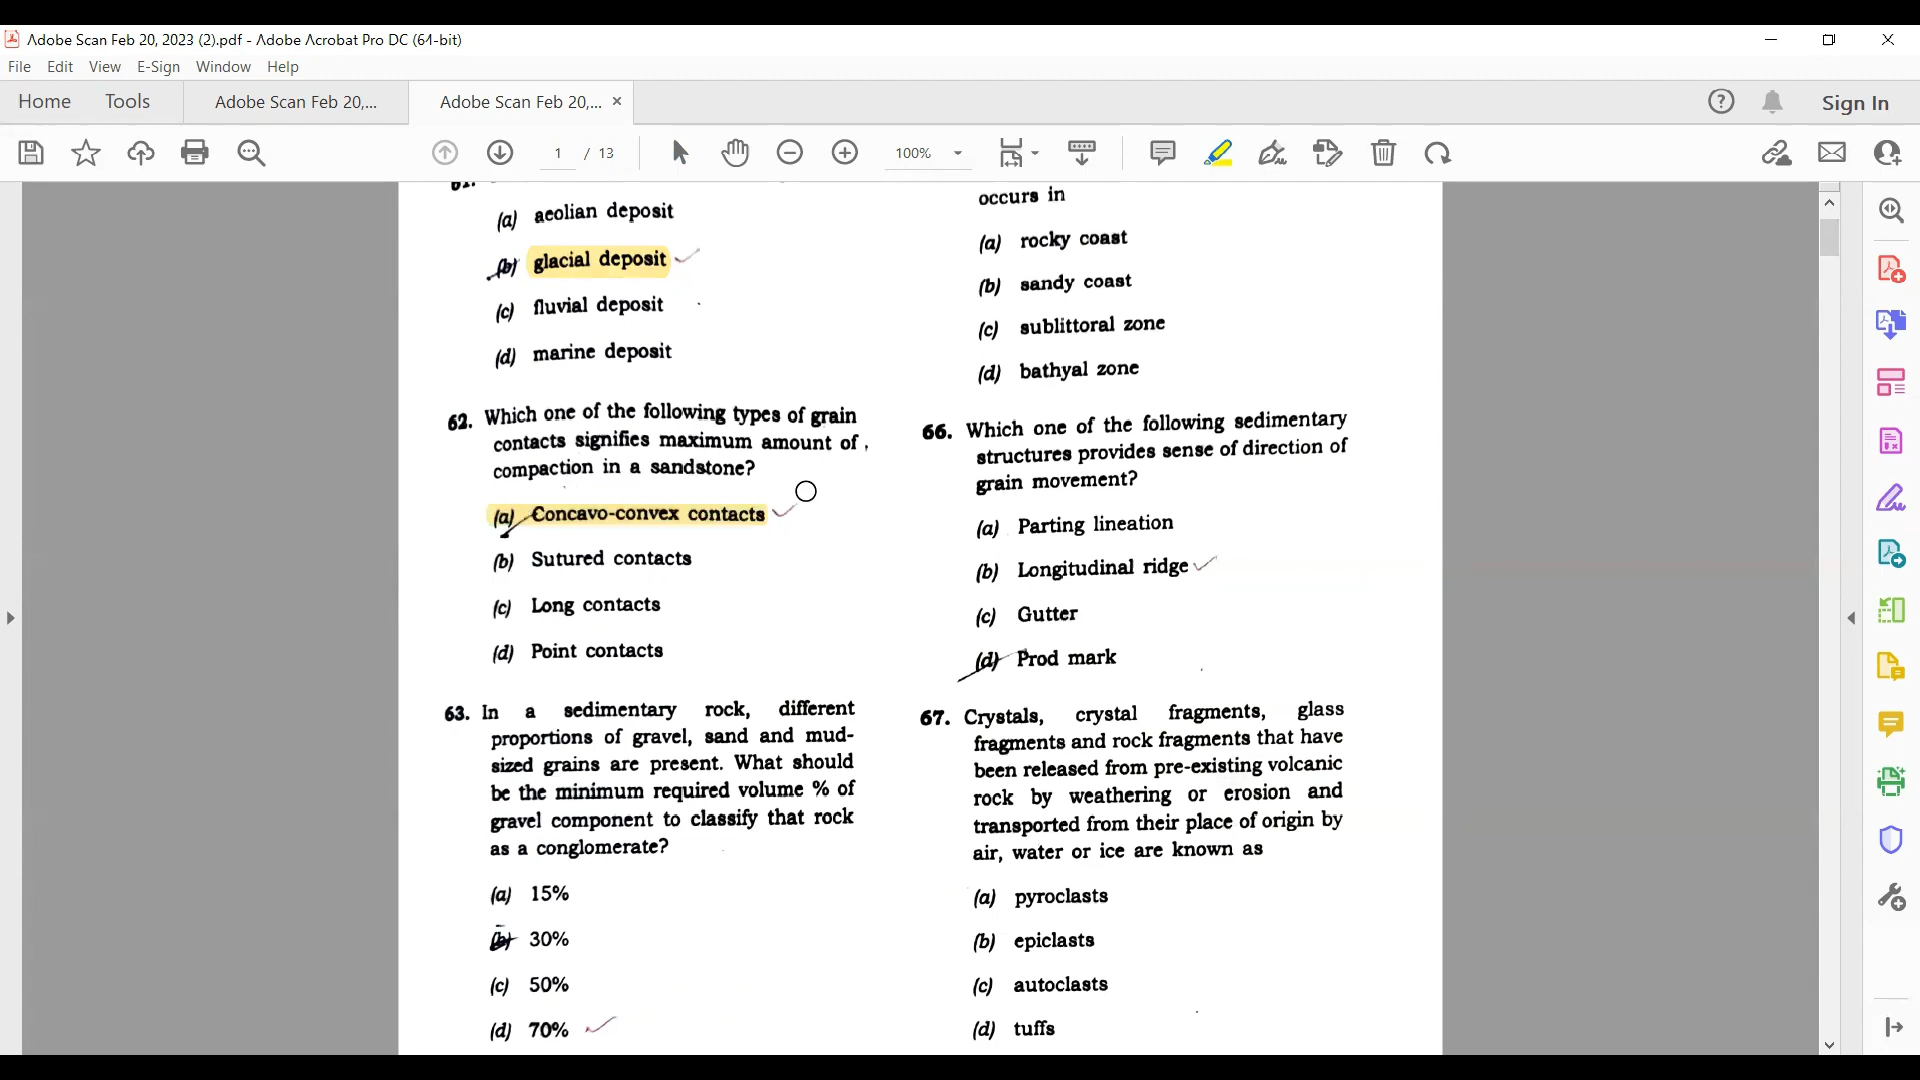 Adobe Scan Feb 20, 2023 (2).pdf - Adobe Acrobat Pro DC (64-bit)
File Edit View E-Sign Window Help
Home Tools Adobe Scan Feb 20,... Adobe Scan Feb 20,... × Sign In
1 / 13 100%
61.
(a) aeolian deposit
(b) glacial deposit
(c) fluvial deposit
(d) marine deposit
62. Which one of the following types of grain
contacts signifies maximum amount of
compaction in a sandstone?
(a) Concavo-convex contacts
(b) Sutured contacts
(c) Long contacts
(d) Point contacts
63. In a sedimentary rock, different
proportions of gravel, sand and mud-
sized grains are present. What should
be the minimum required volume % of
gravel component to classify that rock
as a conglomerate?
(a) 15%
(b) 30%
(c) 50%
(d) 70%
occurs in
(a) rocky coast
(b) sandy coast
(c) sublittoral zone
(d) bathyal zone
66. Which one of the following sedimentary
structures provides sense of direction of
grain movement?
(a) Parting lineation
(b) Longitudinal ridge
(c) Gutter
(d) Prod mark
67. Crystals, crystal fragments, glass
fragments and rock fragments that have
been released from pre-existing volcanic
rock by weathering or erosion and
transported from their place of origin by
air, water or ice are known as
(a) pyroclasts
(b) epiclasts
(c) autoclasts
(d) tuffs